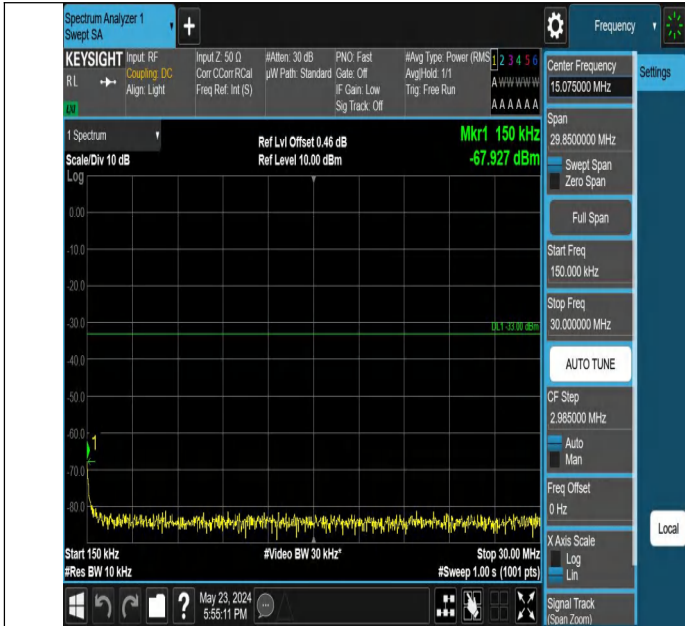 Spectrum Analyzer 1
Swept SA
+
Frequency
KEYSIGHT
RL
LXI
Input: RF
Coupling: DC
Align: Light
Input Z: 50 Ω
Corr CCorr RCal
Freq Ref: Int (S)
#Atten: 30 dB
µW Path: Standard
PNO: Fast
Gate: Off
IF Gain: Low
Sig Track: Off
#Avg Type: Power (RMS
Avg|Hold: 1/1
Trig: Free Run
1 2 3 4 5 6
A W W W W W
A A A A A A
1 Spectrum
Scale/Div 10 dB
Log
Ref Lvl Offset 0.46 dB
Ref Level 10.00 dBm
Mkr1 150 kHz
-67.927 dBm
0.00
-10.0
-20.0
-30.0
DL1 -33.00 dBm
-40.0
-50.0
-60.0
1
-70.0
-80.0
Start 150 kHz
#Res BW 10 kHz
#Video BW 30 kHz*
Stop 30.00 MHz
#Sweep 1.00 s (1001 pts)
?
May 23, 2024
5:55:11 PM
Center Frequency
15.075000 MHz
Settings
Span
29.8500000 MHz
Swept Span
Zero Span
Full Span
Start Freq
150.000 kHz
Stop Freq
30.000000 MHz
AUTO TUNE
CF Step
2.985000 MHz
Auto
Man
Freq Offset
0 Hz
X Axis Scale
Log
Lin
Local
Signal Track
(Span Zoom)